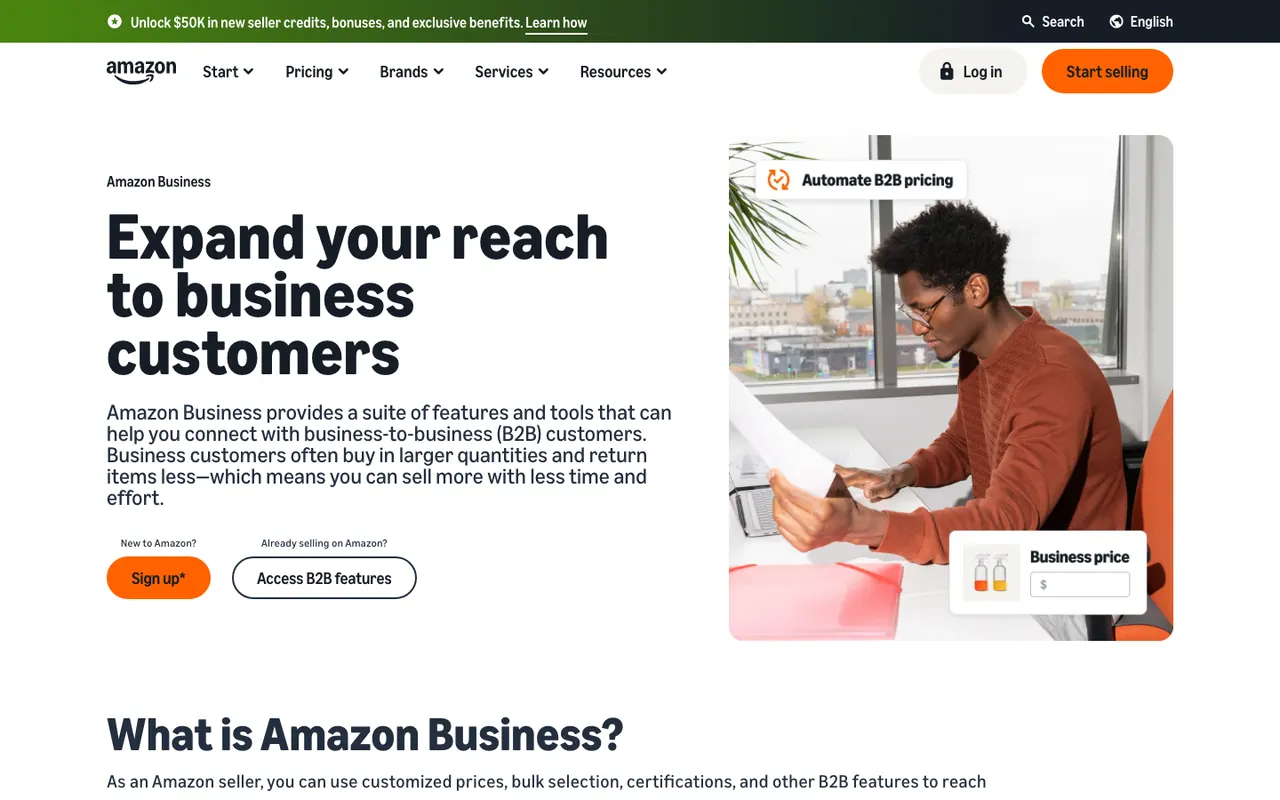 Unlock $50K in new seller credits, bonuses, and exclusive benefits. Learn how
Search
English
amazon
Start
Pricing
Brands
Services
Resources
Log in
Start selling
Amazon Business
Expand your reach
to business
customers
Amazon Business provides a suite of features and tools that can
help you connect with business-to-business (B2B) customers.
Business customers often buy in larger quantities and return
items less—which means you can sell more with less time and
effort.
New to Amazon?
Already selling on Amazon?
Sign up*
Access B2B features
Automate B2B pricing
Business price
$
What is Amazon Business?
As an Amazon seller, you can use customized prices, bulk selection, certifications, and other B2B features to reach